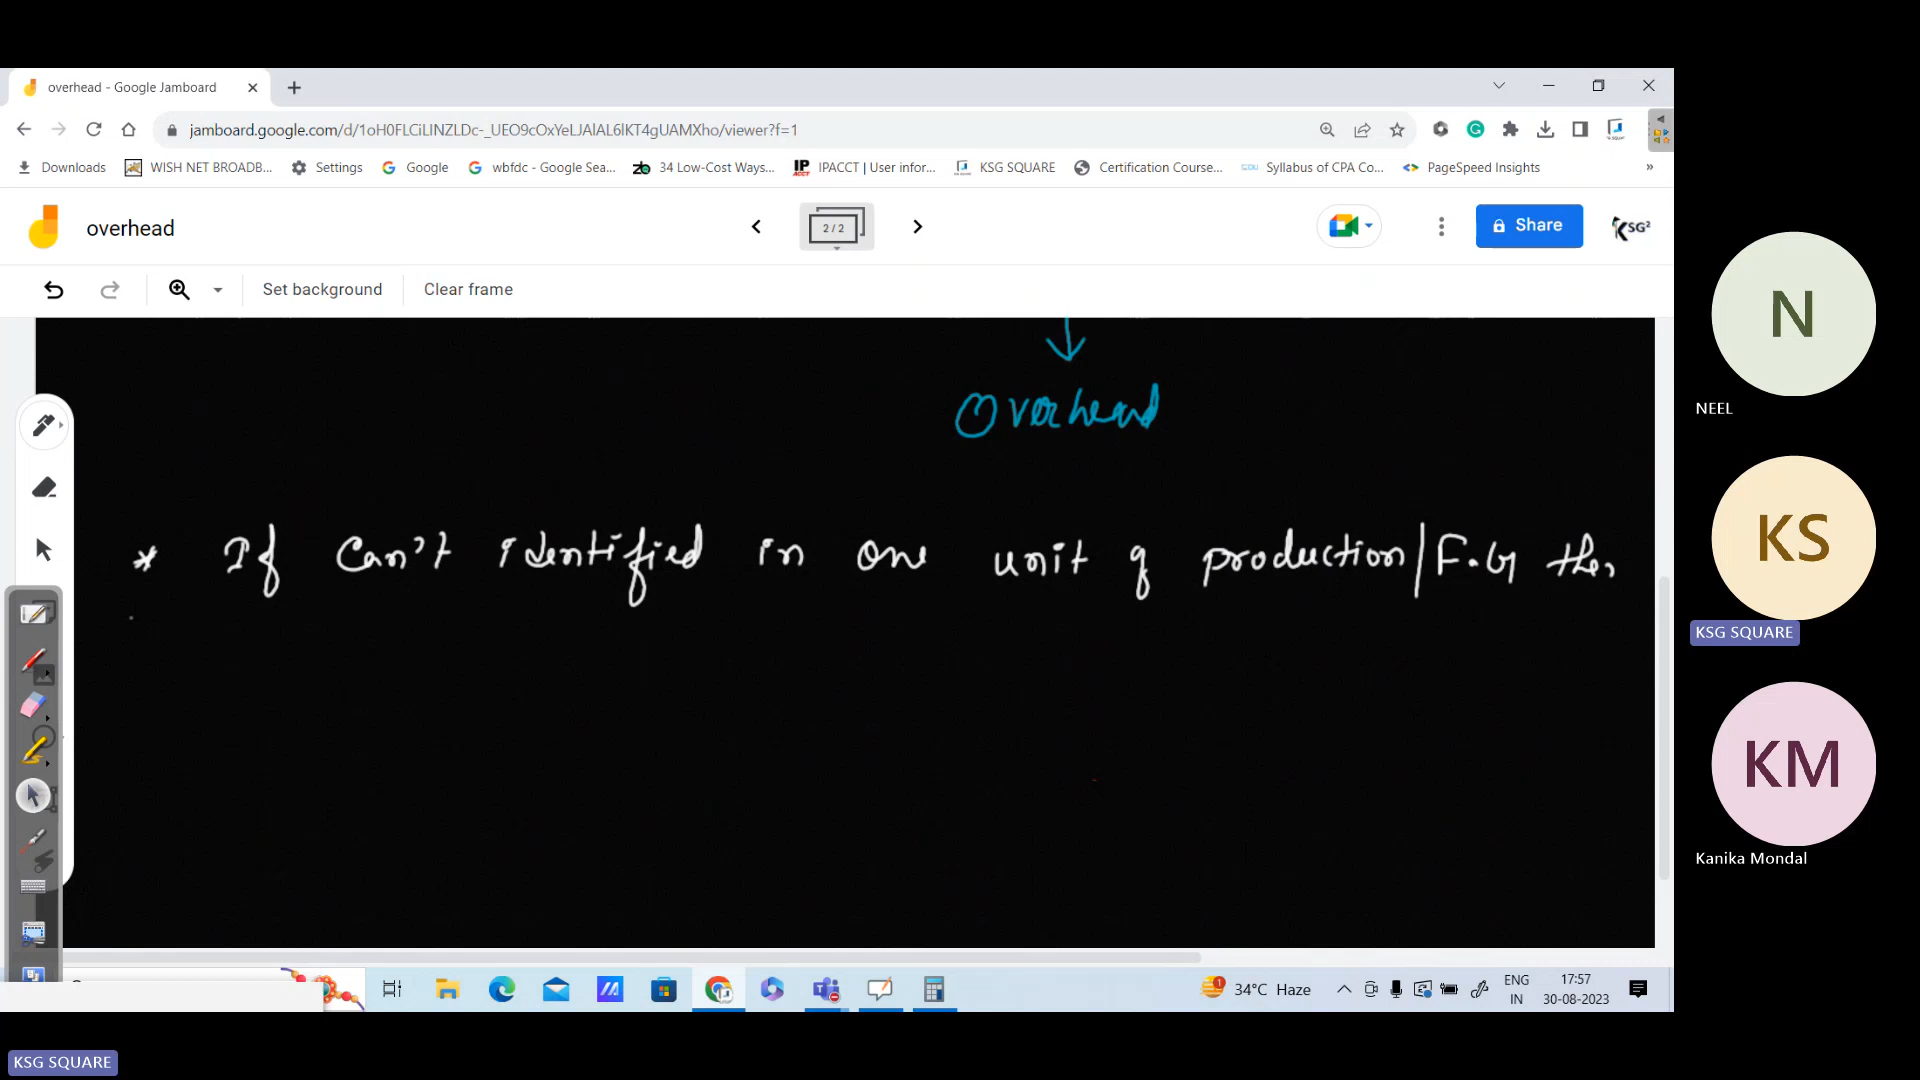 overhead - Google Jamboard
jamboard.google.com/d/1oH0FLCiLINZLDc-_UEO9cOxYeLJAlAL6lKT4gUAMXho/viewer?f=1
Downloads WISH NET BROADB... Settings Google wbfdc - Google Sea... 34 Low-Cost Ways... IPACCT | User infor... KSG SQUARE Certification Course... Syllabus of CPA Co... PageSpeed Insights »
overhead 2 / 2 Share KSG²
Set background Clear frame
Overhead
* If Can't identified in one unit of production/F.G then
N
NEEL
KS
KSG SQUARE
KM
Kanika Mondal
1 34°C Haze ENG IN 17:57 30-08-2023
KSG SQUARE